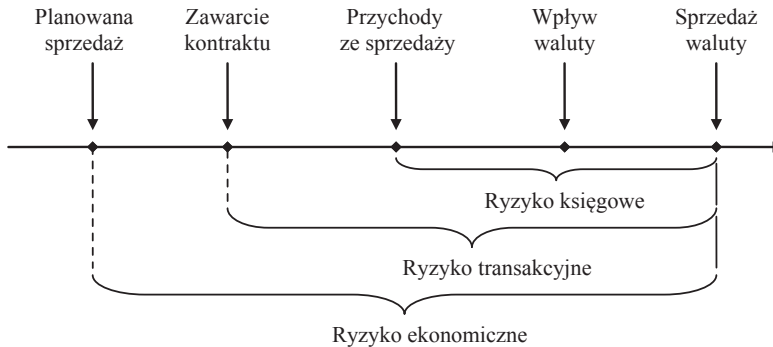 Planowana
sprzedaż
Zawarcie
kontraktu
Przychody
ze sprzedaży
Wpływ
waluty
Sprzedaż
waluty
Ryzyko księgowe
Ryzyko transakcyjne
Ryzyko ekonomiczne